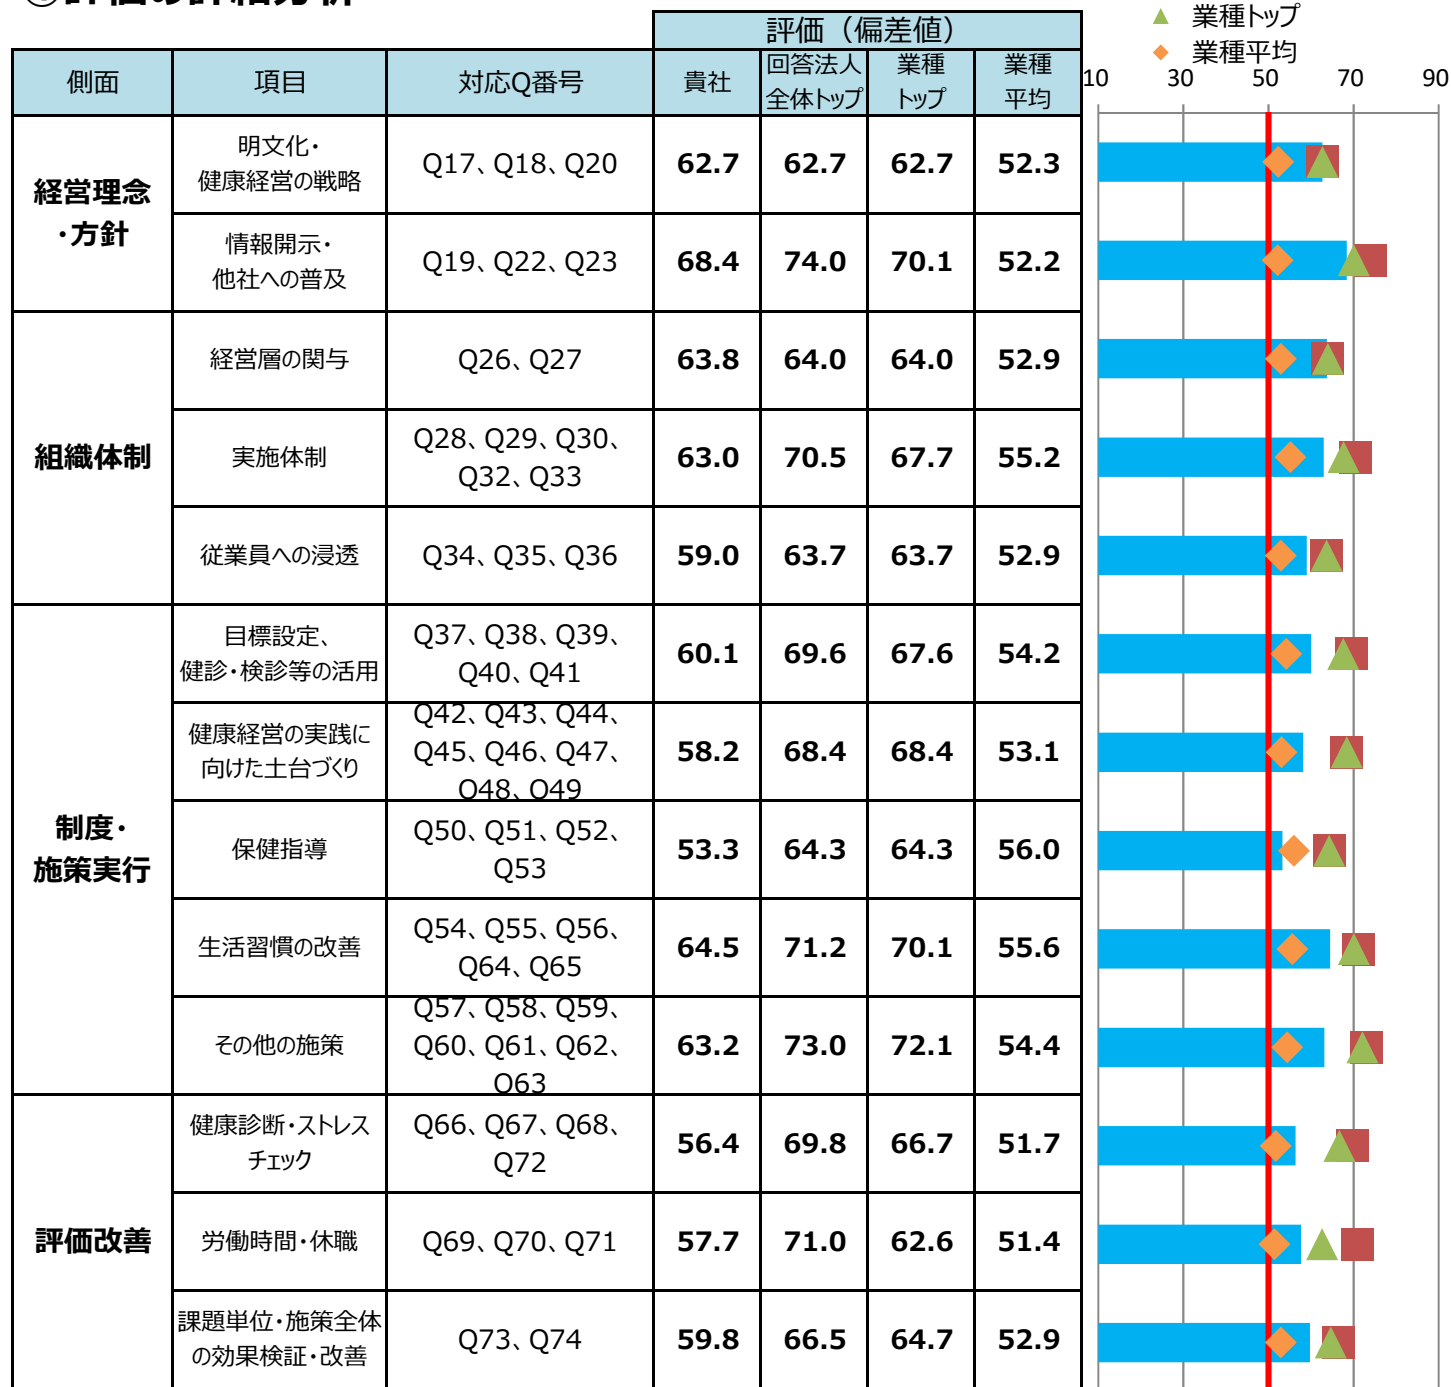 ①評価の詳細分析
▲ 業種トップ
◆ 業種平均
評価（偏差値）
側面 項目 対応Q番号 貴社 回答法人全体トップ 業種トップ 業種平均
10 30 50 70 90
経営理念・方針
明文化・健康経営の戦略 Q17、Q18、Q20 62.7 62.7 62.7 52.3
情報開示・他社への普及 Q19、Q22、Q23 68.4 74.0 70.1 52.2
組織体制
経営層の関与 Q26、Q27 63.8 64.0 64.0 52.9
実施体制 Q28、Q29、Q30、Q32、Q33 63.0 70.5 67.7 55.2
従業員への浸透 Q34、Q35、Q36 59.0 63.7 63.7 52.9
制度・施策実行
目標設定、健診・検診等の活用 Q37、Q38、Q39、Q40、Q41 60.1 69.6 67.6 54.2
健康経営の実践に向けた土台づくり Q42、Q43、Q44、Q45、Q46、Q47、Q48、Q49 58.2 68.4 68.4 53.1
保健指導 Q50、Q51、Q52、Q53 53.3 64.3 64.3 56.0
生活習慣の改善 Q54、Q55、Q56、Q64、Q65 64.5 71.2 70.1 55.6
その他の施策 Q57、Q58、Q59、Q60、Q61、Q62、Q63 63.2 73.0 72.1 54.4
評価改善
健康診断・ストレスチェック Q66、Q67、Q68、Q72 56.4 69.8 66.7 51.7
労働時間・休職 Q69、Q70、Q71 57.7 71.0 62.6 51.4
課題単位・施策全体の効果検証・改善 Q73、Q74 59.8 66.5 64.7 52.9